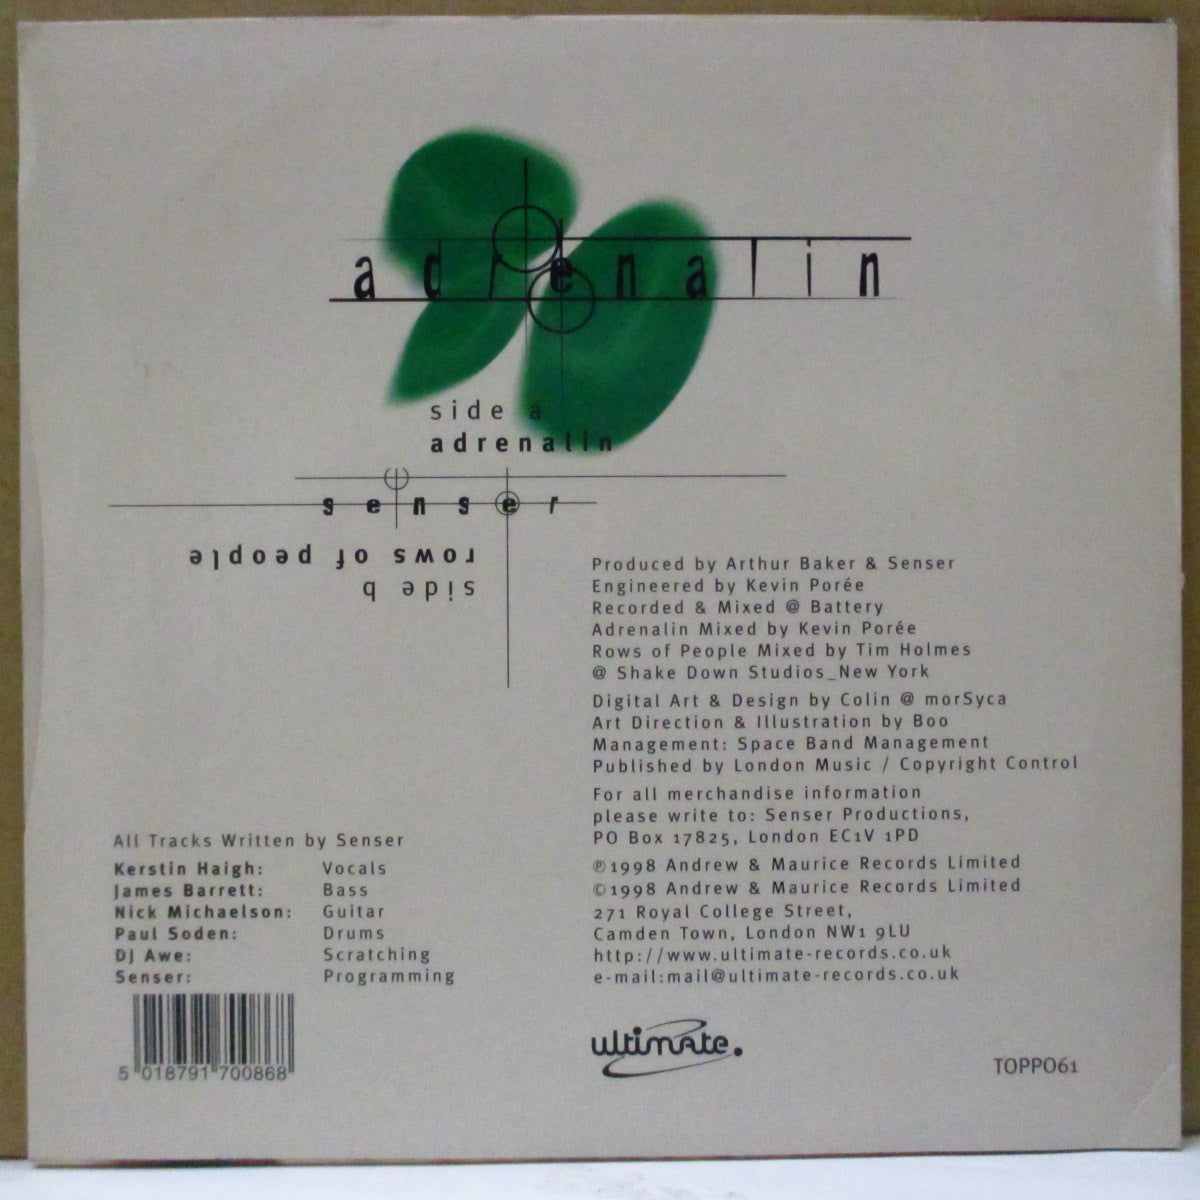 adrenalin
side a
adrenalin
senser
rows of people
side b
Produced by Arthur Baker & Senser
Engineered by Kevin Porée
Recorded & Mixed @ Battery
Adrenalin Mixed by Kevin Porée
Rows of People Mixed by Tim Holmes
@ Shake Down Studios_New York
Digital Art & Design by Colin @ morSyca
Art Direction & Illustration by Boo
Management: Space Band Management
Published by London Music / Copyright Control
For all merchandise information
please write to: Senser Productions,
PO Box 17825, London EC1V 1PD
℗1998 Andrew & Maurice Records Limited
©1998 Andrew & Maurice Records Limited
271 Royal College Street,
Camden Town, London NW1 9LU
http://www.ultimate-records.co.uk
e-mail:mail@ultimate-records.co.uk
All Tracks Written by Senser
Kerstin Haigh: Vocals
James Barrett: Bass
Nick Michaelson: Guitar
Paul Soden: Drums
DJ Awe: Scratching
Senser: Programming
5 018791 700868
ultimate.
TOPP061